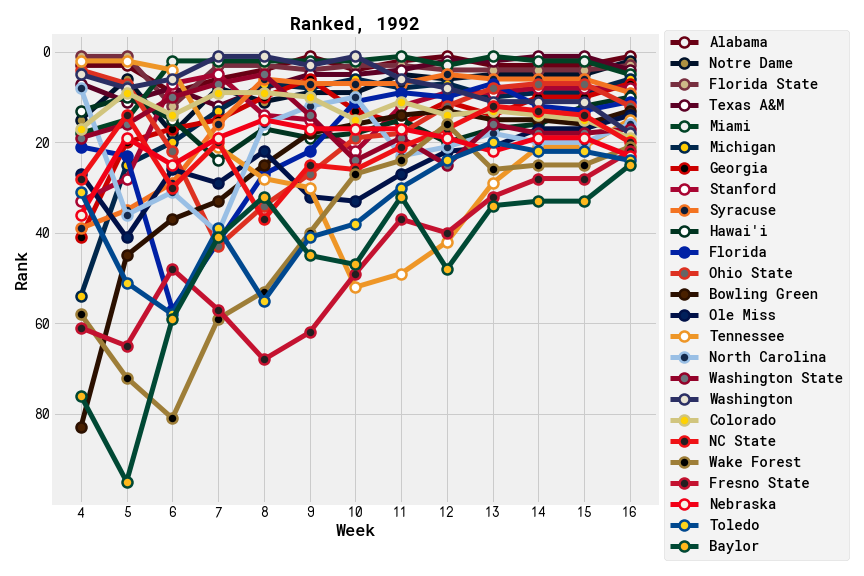 Ranked, 1992
0
20
40
60
80
Rank
4 5 6 7 8 9 10 11 12 13 14 15 16
Week
Alabama
Notre Dame
Florida State
Texas A&M
Miami
Michigan
Georgia
Stanford
Syracuse
Hawai'i
Florida
Ohio State
Bowling Green
Ole Miss
Tennessee
North Carolina
Washington State
Washington
Colorado
NC State
Wake Forest
Fresno State
Nebraska
Toledo
Baylor